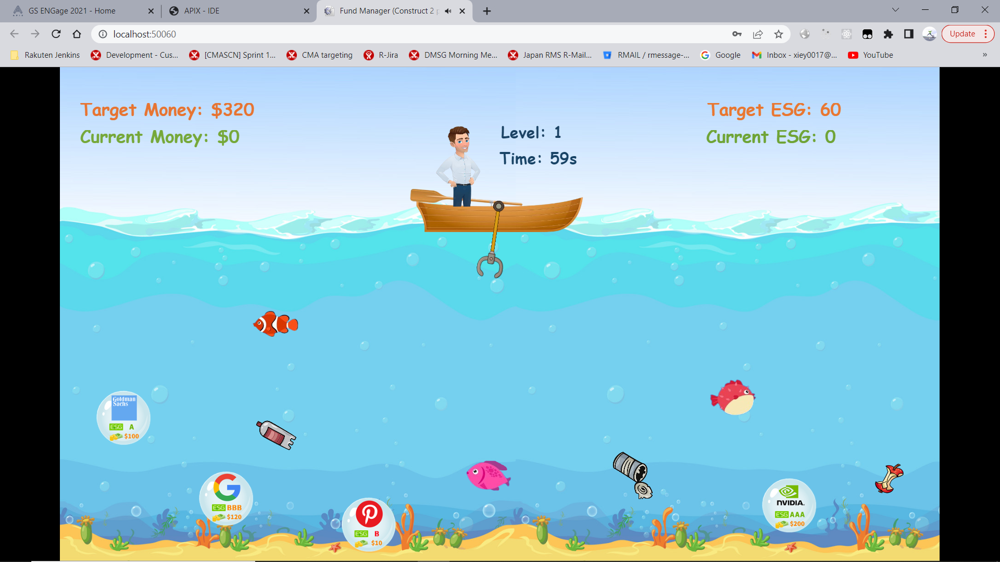 GS ENGage 2021 - Home
APIX - IDE
Fund Manager (Construct 2 p
localhost:50060
Update
Rakuten Jenkins
Development - Cus...
[CMASCN] Sprint 1...
CMA targeting
R-Jira
DMSG Morning Me...
Japan RMS R-Mail...
RMAIL / rmessage-...
Google
Inbox - xiey0017@...
YouTube
»
Target Money: $320
Current Money: $0
Level: 1
Time: 59s
Target ESG: 60
Current ESG: 0
Goldman
Sachs
ESG A
$100
ESG BBB
$120
ESG B
$10
NVIDIA.
ESG AAA
$200